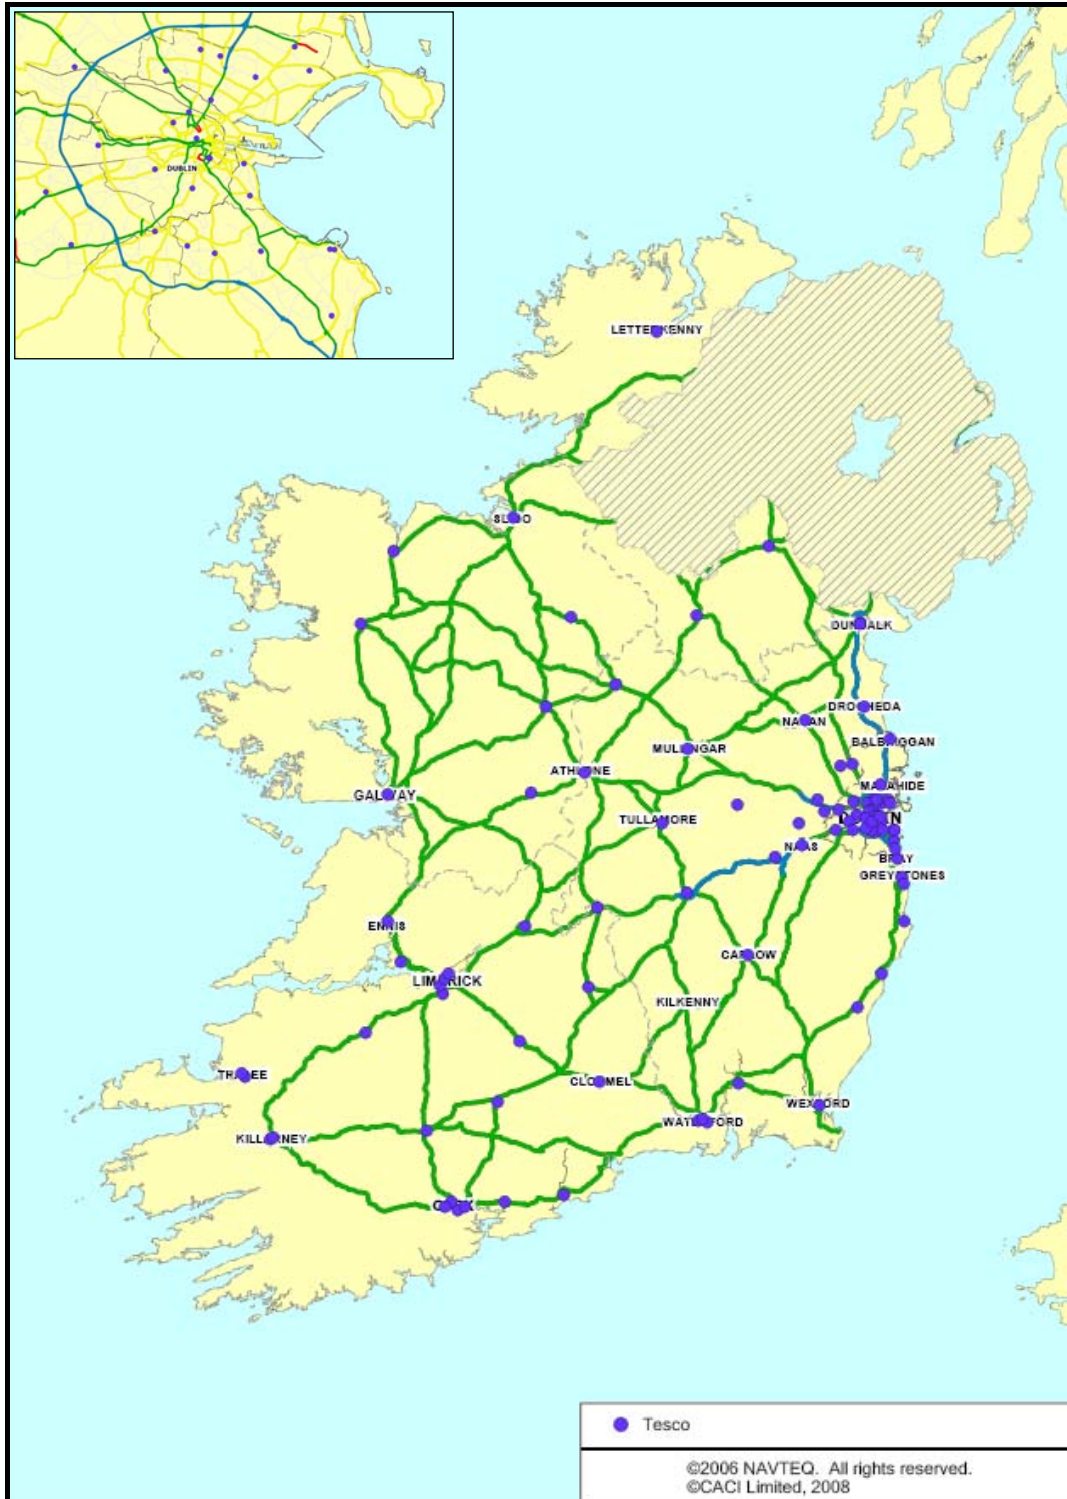 DUBLIN
LETTERKENNY
SLIGO
DUNDALK
DROGHEDA
NAVAN
BALBRIGGAN
MULLINGAR
ATHLONE
MALAHIDE
GALWAY
TULLAMORE
DUBLIN
NAAS
BRAY
GREYSTONES
ENNIS
CARLOW
LIMERICK
KILKENNY
TRALEE
CLONMEL
WEXFORD
WATERFORD
KILLARNEY
CORK
Tesco
©2006 NAVTEQ. All rights reserved.
©CACI Limited, 2008